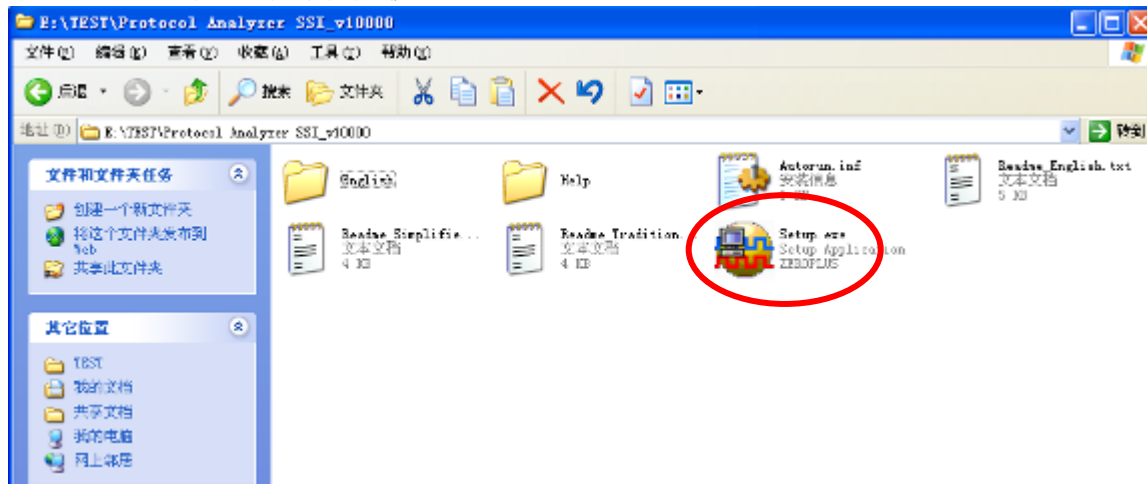 E:\TEST\Protocol Analyzer SSI_v10000
文件(F) 编辑(E) 查看(V) 收藏(A) 工具(T) 帮助(H)
后退 搜索 文件夹
地址(D) E:\TEST\Protocol Analyzer SSI_v10000 转到
文件和文件夹任务
创建一个新文件夹
将这个文件夹发布到
Web
共享此文件夹
其它位置
TEST
我的文档
共享文档
我的电脑
网上邻居
English
Help
Autorun.inf
安装信息
Readme_English.txt
文本文档
5 KB
Readme Simplifie...
文本文档
4 KB
Readme Tradition.
文本文档
4 KB
Setup.exe
Setup Application
ZEROPLUS